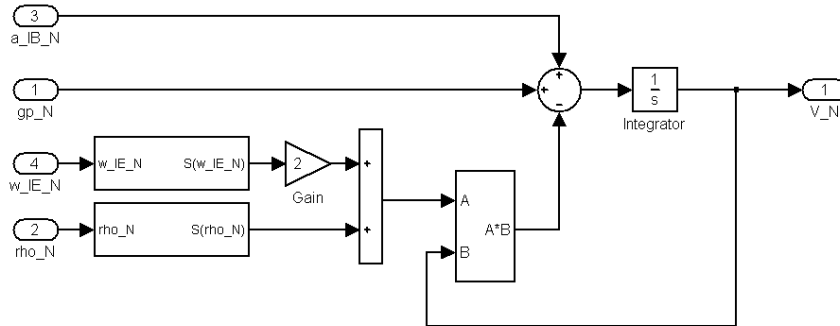 3
a_IB_N
1
gp_N
+
+
−
1
s
Integrator
1
V_N
4
w_IE_N
w_IE_N S(w_IE_N)
2
Gain
+
2
rho_N
rho_N S(rho_N)
+
A
B
A*B